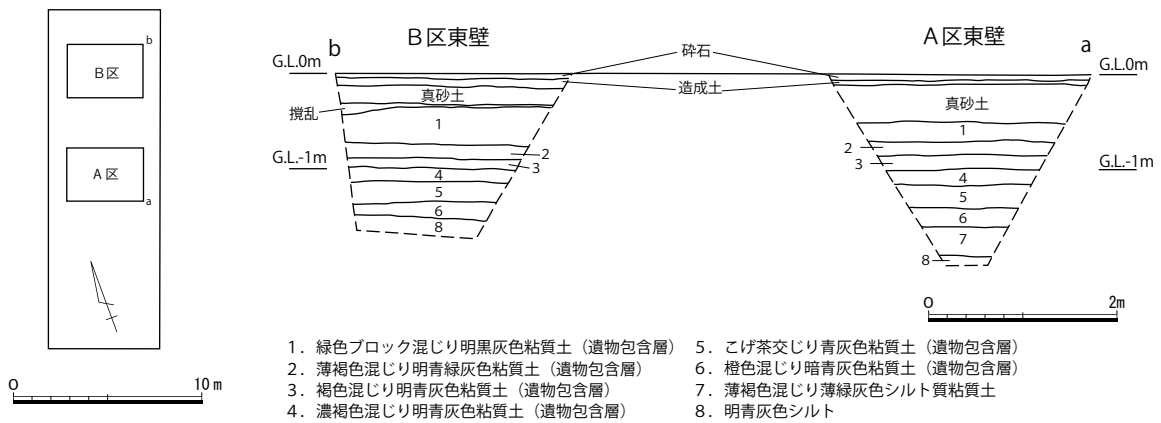 b
B区
A区
a
0
10 m
B区東壁
A区東壁
b
a
G.L.0m
G.L.0m
砕石
造成土
真砂土
真砂土
撹乱
1
1
2
2
3
3
G.L.-1m
G.L.-1m
4
4
5
5
6
6
8
7
8
0
2m
1．緑色ブロック混じり明黒灰色粘質土（遺物包含層）
2．薄褐色混じり明青緑灰色粘質土（遺物包含層）
3．褐色混じり明青灰色粘質土（遺物包含層）
4．濃褐色混じり明青灰色粘質土（遺物包含層）
5．こげ茶交じり青灰色粘質土（遺物包含層）
6．橙色混じり暗青灰色粘質土（遺物包含層）
7．薄褐色混じり薄緑灰色シルト質粘質土
8．明青灰色シルト